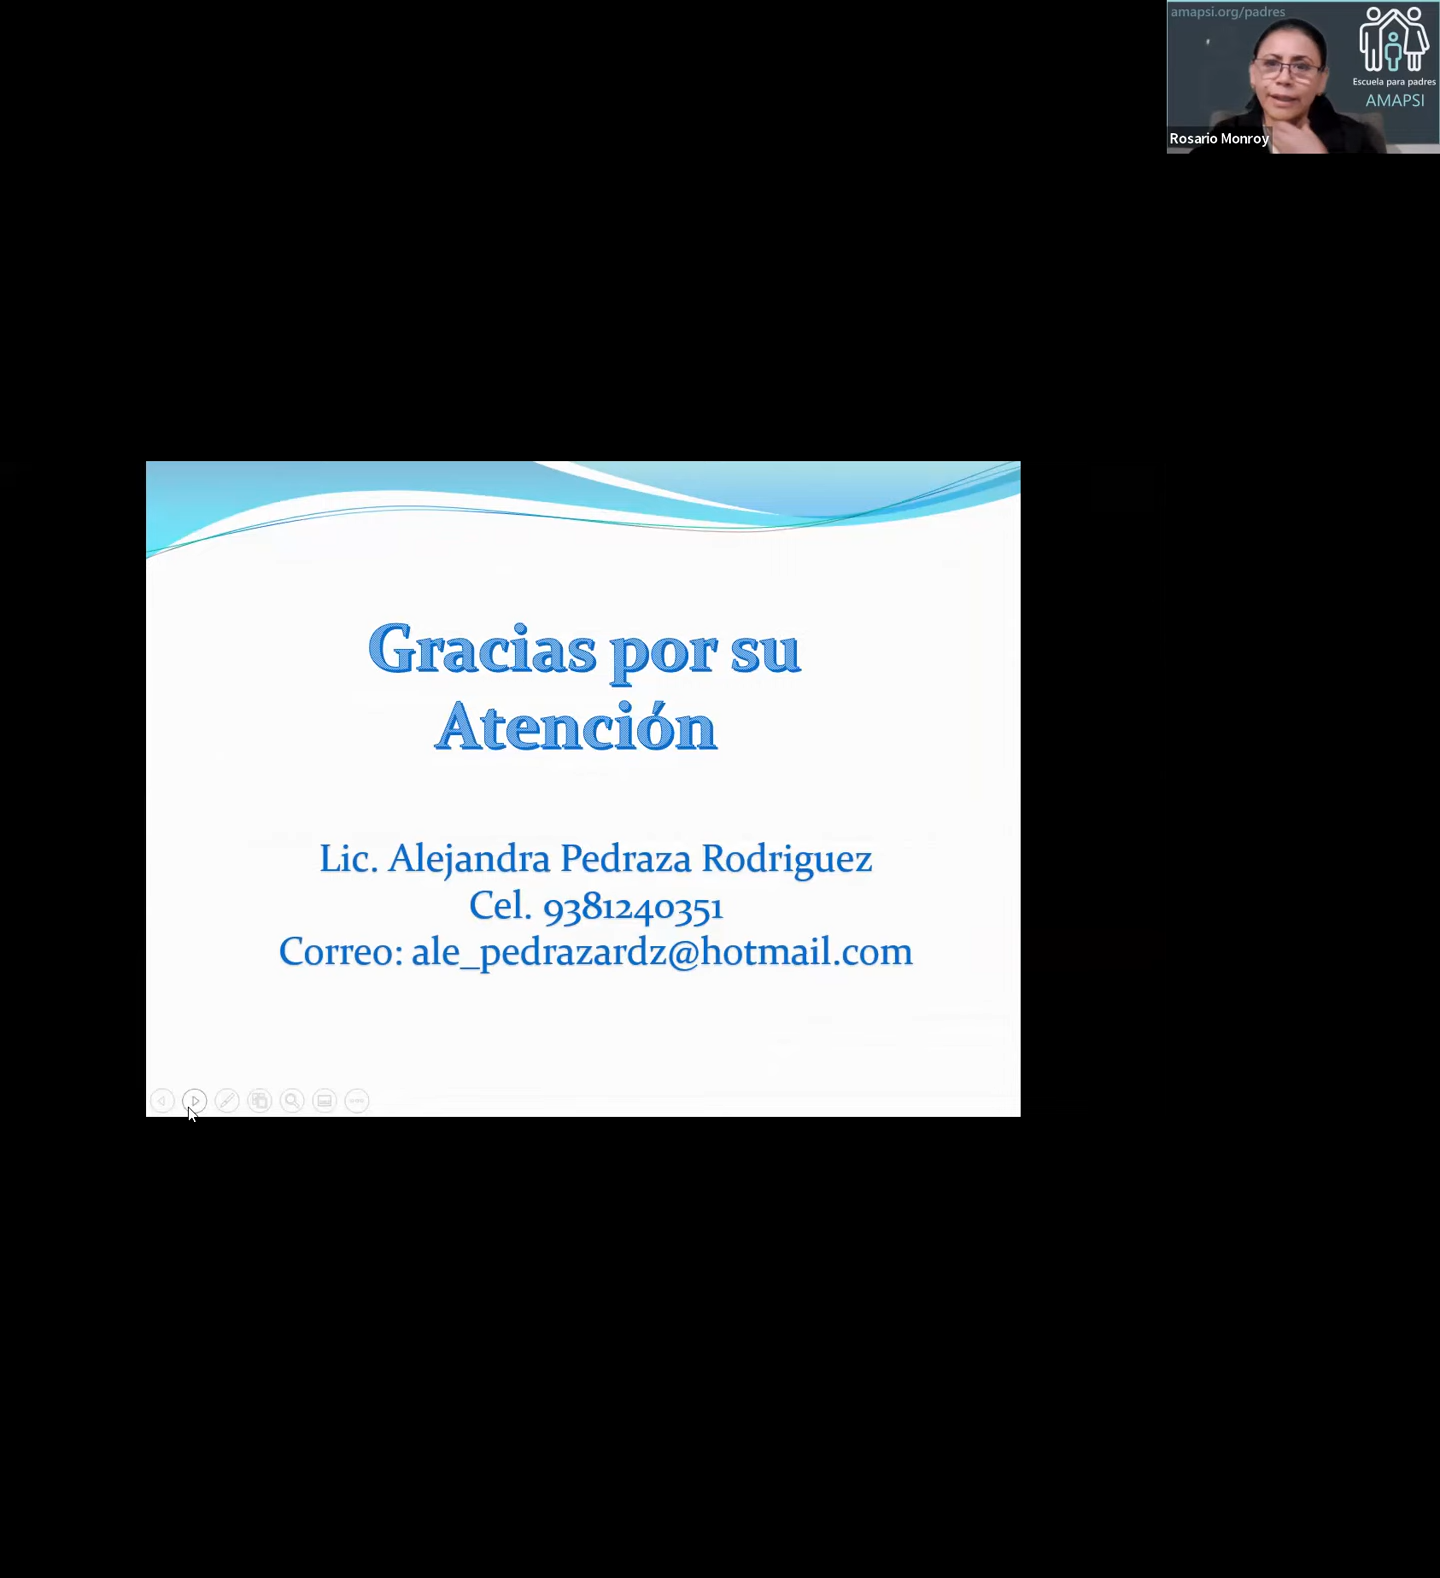 amapsi.org/padres
Escuela para padres
AMAPSI
Rosario Monroy
Gracias por su
Atención
Lic. Alejandra Pedraza Rodriguez
Cel. 9381240351
Correo: ale_pedrazardz@hotmail.com